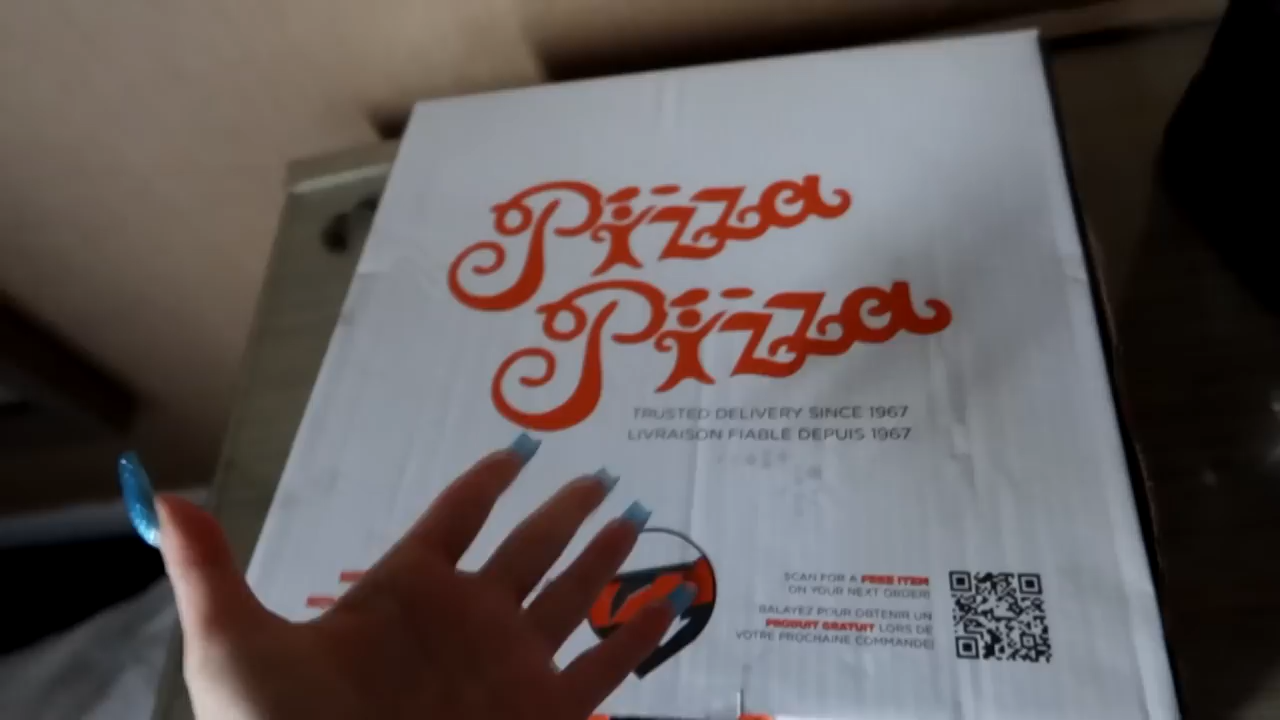 Pizza
Pizza
TRUSTED DELIVERY SINCE 1967
LIVRAISON FIABLE DEPUIS 1967
SCAN FOR A FREE ITEM
ON YOUR NEXT ORDER!
BALAYEZ POUR OBTENIR UN
PRODUIT GRATUIT LORS DE
VOTRE PROCHAINE COMMANDE!